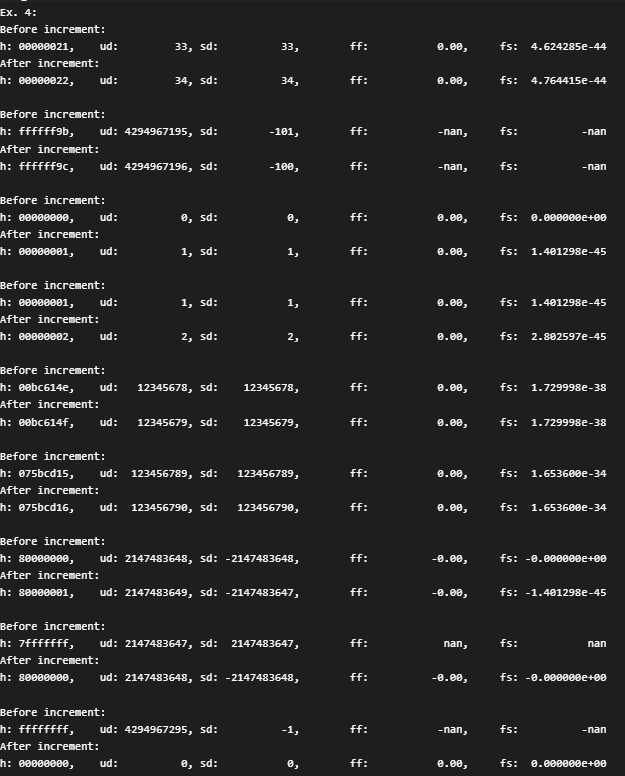 Ex. 4:
Before increment:
h: 00000021,    ud:         33, sd:          33,        ff:           0.00,     fs:  4.624285e-44
After increment:
h: 00000022,    ud:         34, sd:          34,        ff:           0.00,     fs:  4.764415e-44

Before increment:
h: ffffff9b,    ud: 4294967195, sd:        -101,        ff:           -nan,     fs:          -nan
After increment:
h: ffffff9c,    ud: 4294967196, sd:        -100,        ff:           -nan,     fs:          -nan

Before increment:
h: 00000000,    ud:          0, sd:           0,        ff:           0.00,     fs:  0.000000e+00
After increment:
h: 00000001,    ud:          1, sd:           1,        ff:           0.00,     fs:  1.401298e-45

Before increment:
h: 00000001,    ud:          1, sd:           1,        ff:           0.00,     fs:  1.401298e-45
After increment:
h: 00000002,    ud:          2, sd:           2,        ff:           0.00,     fs:  2.802597e-45

Before increment:
h: 00bc614e,    ud:   12345678, sd:    12345678,        ff:           0.00,     fs:  1.729998e-38
After increment:
h: 00bc614f,    ud:   12345679, sd:    12345679,        ff:           0.00,     fs:  1.729998e-38

Before increment:
h: 075bcd15,    ud:  123456789, sd:   123456789,        ff:           0.00,     fs:  1.653600e-34
After increment:
h: 075bcd16,    ud:  123456790, sd:   123456790,        ff:           0.00,     fs:  1.653600e-34

Before increment:
h: 80000000,    ud: 2147483648, sd: -2147483648,        ff:          -0.00,     fs: -0.000000e+00
After increment:
h: 80000001,    ud: 2147483649, sd: -2147483647,        ff:          -0.00,     fs: -1.401298e-45

Before increment:
h: 7fffffff,    ud: 2147483647, sd:  2147483647,        ff:            nan,     fs:           nan
After increment:
h: 80000000,    ud: 2147483648, sd: -2147483648,        ff:          -0.00,     fs: -0.000000e+00

Before increment:
h: ffffffff,    ud: 4294967295, sd:          -1,        ff:           -nan,     fs:          -nan
After increment:
h: 00000000,    ud:          0, sd:           0,        ff:           0.00,     fs:  0.000000e+00